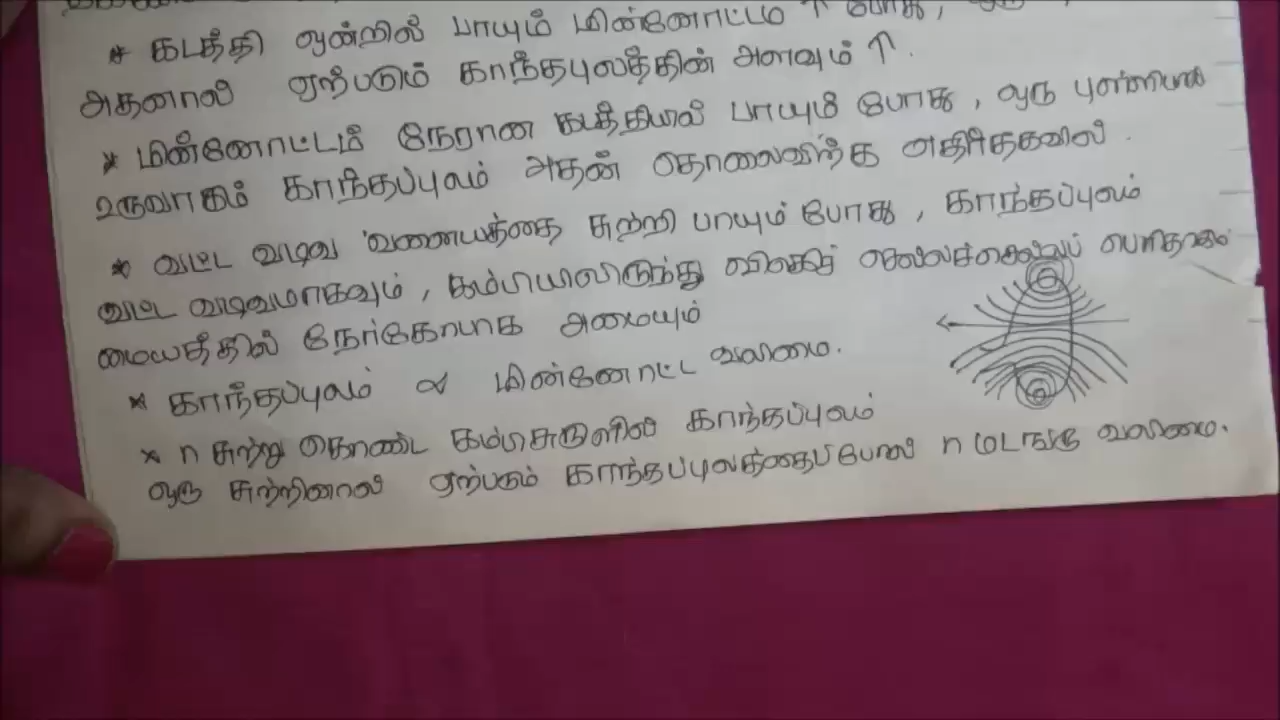 * கடத்தி ஒன்றில் பாயும் மின்னோட்டம் ↑ போது, ஒரு
அதனால் ஏற்படும் காந்தபுலத்தின் அளவும் ↑.
* மின்னோட்டம் நேரான கடத்தியில் பாயும் போது, ஒரு புள்ளியில்
உருவாகும் காந்தப்புலம் அதன் தொலைவிற்கு எதிர்தகவில்.
* வட்ட வடிவ வளையத்தை சுற்றி பாயும் போது, காந்தப்புலம்
வட்ட வடிவமாகவும், கம்பியிலிருந்து விலகிச் செல்லச்செல்லப் பெரிதாகும்
மையத்தில் நேர்கோடாக அமையும்
* காந்தப்புலம் ∝ மின்னோட்ட வலிமை.
* n சுற்று கொண்ட கம்பிசுருளில் காந்தப்புலம்
ஒரு சுற்றினால் ஏற்படும் காந்தப்புலத்தைப்போல் n மடங்கு வலிமை.